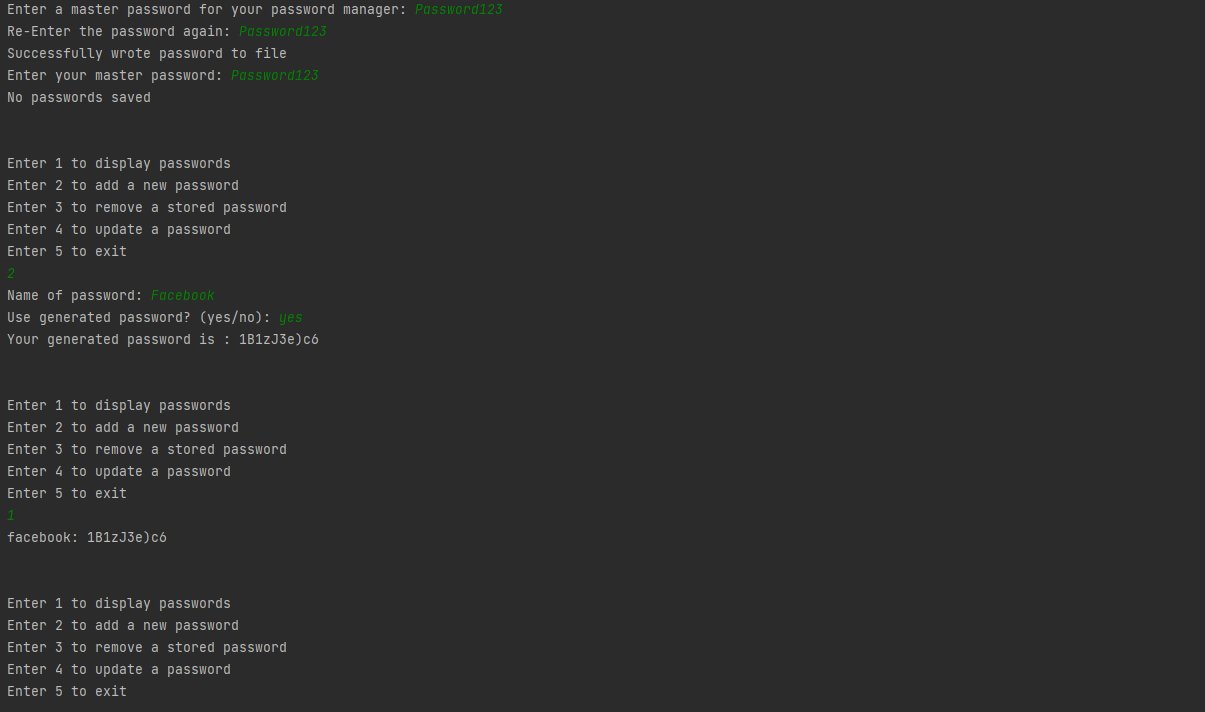 Enter a master password for your password manager: Password123
Re-Enter the password again: Password123
Successfully wrote password to file
Enter your master password: Password123
No passwords saved
Enter 1 to display passwords
Enter 2 to add a new password
Enter 3 to remove a stored password
Enter 4 to update a password
Enter 5 to exit
2
Name of password: Facebook
Use generated password? (yes/no): yes
Your generated password is : 1B1zJ3e)c6
Enter 1 to display passwords
Enter 2 to add a new password
Enter 3 to remove a stored password
Enter 4 to update a password
Enter 5 to exit
1
facebook: 1B1zJ3e)c6
Enter 1 to display passwords
Enter 2 to add a new password
Enter 3 to remove a stored password
Enter 4 to update a password
Enter 5 to exit